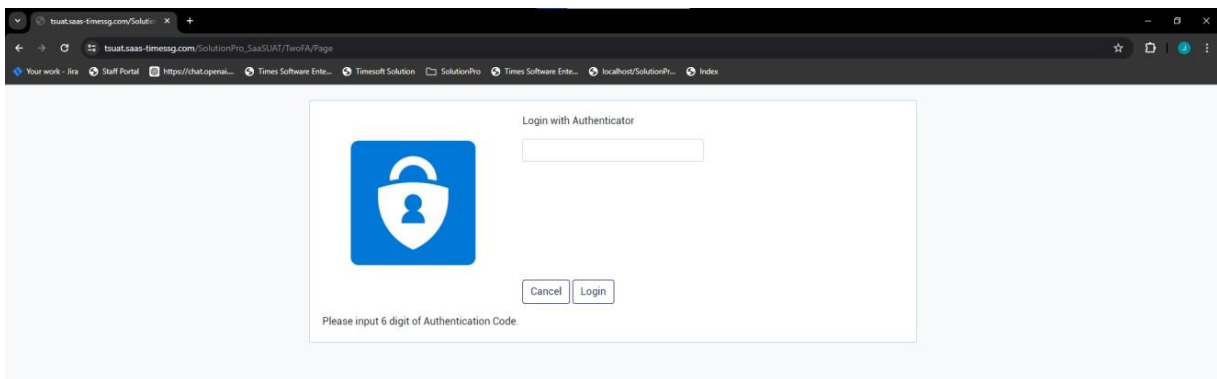 tsuat.saas-timessg.com/Solutio
tsuat.saas-timessg.com/SolutionPro_SaaSUAT/TwoFA/Page
Your work - Jira Staff Portal https://chat.openai.... Times Software Ente... Timesoft Solution SolutionPro Times Software Ente... localhost/SolutionPr... Index
Login with Authenticator
Cancel Login
Please input 6 digit of Authentication Code.